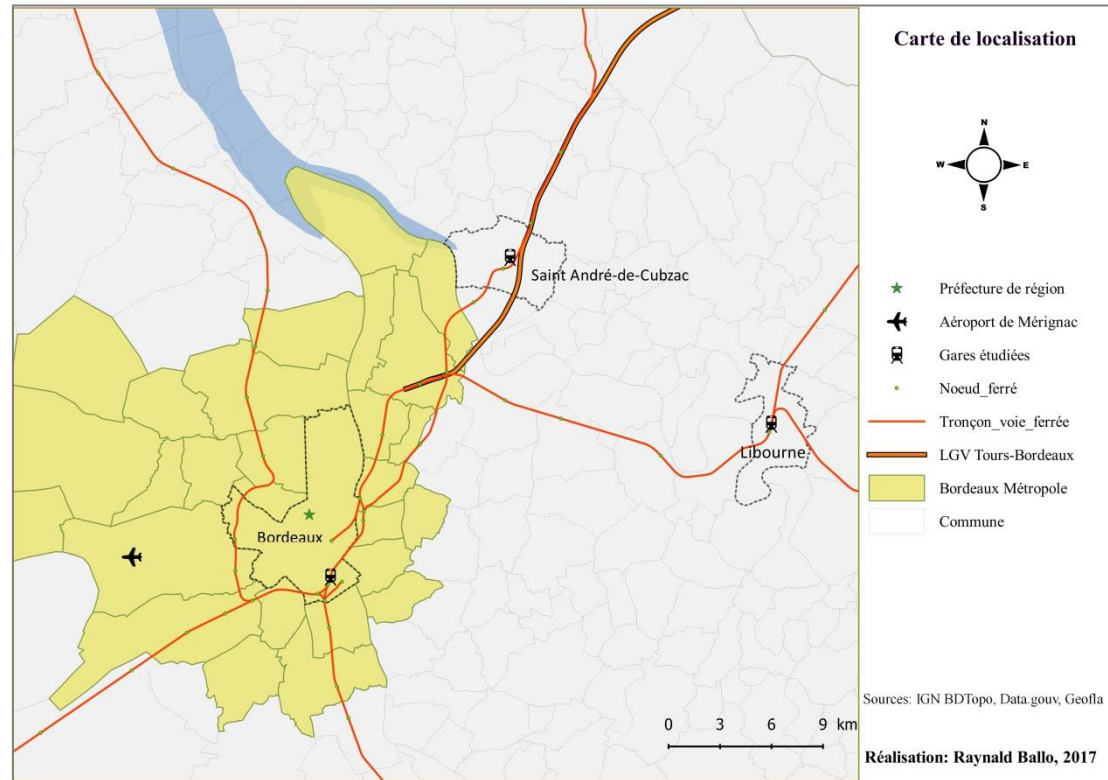 Carte de localisation
N
W
E
S
Saint André-de-Cubzac
Libourne
Bordeaux
Préfecture de région
Aéroport de Mérignac
Gares étudiées
Noeud_ferré
Tronçon_voie_ferrée
LGV Tours-Bordeaux
Bordeaux Métropole
Commune
0 3 6 9 km
Sources: IGN BDTopo, Data.gouv, Geofla
Réalisation: Raynald Ballo, 2017